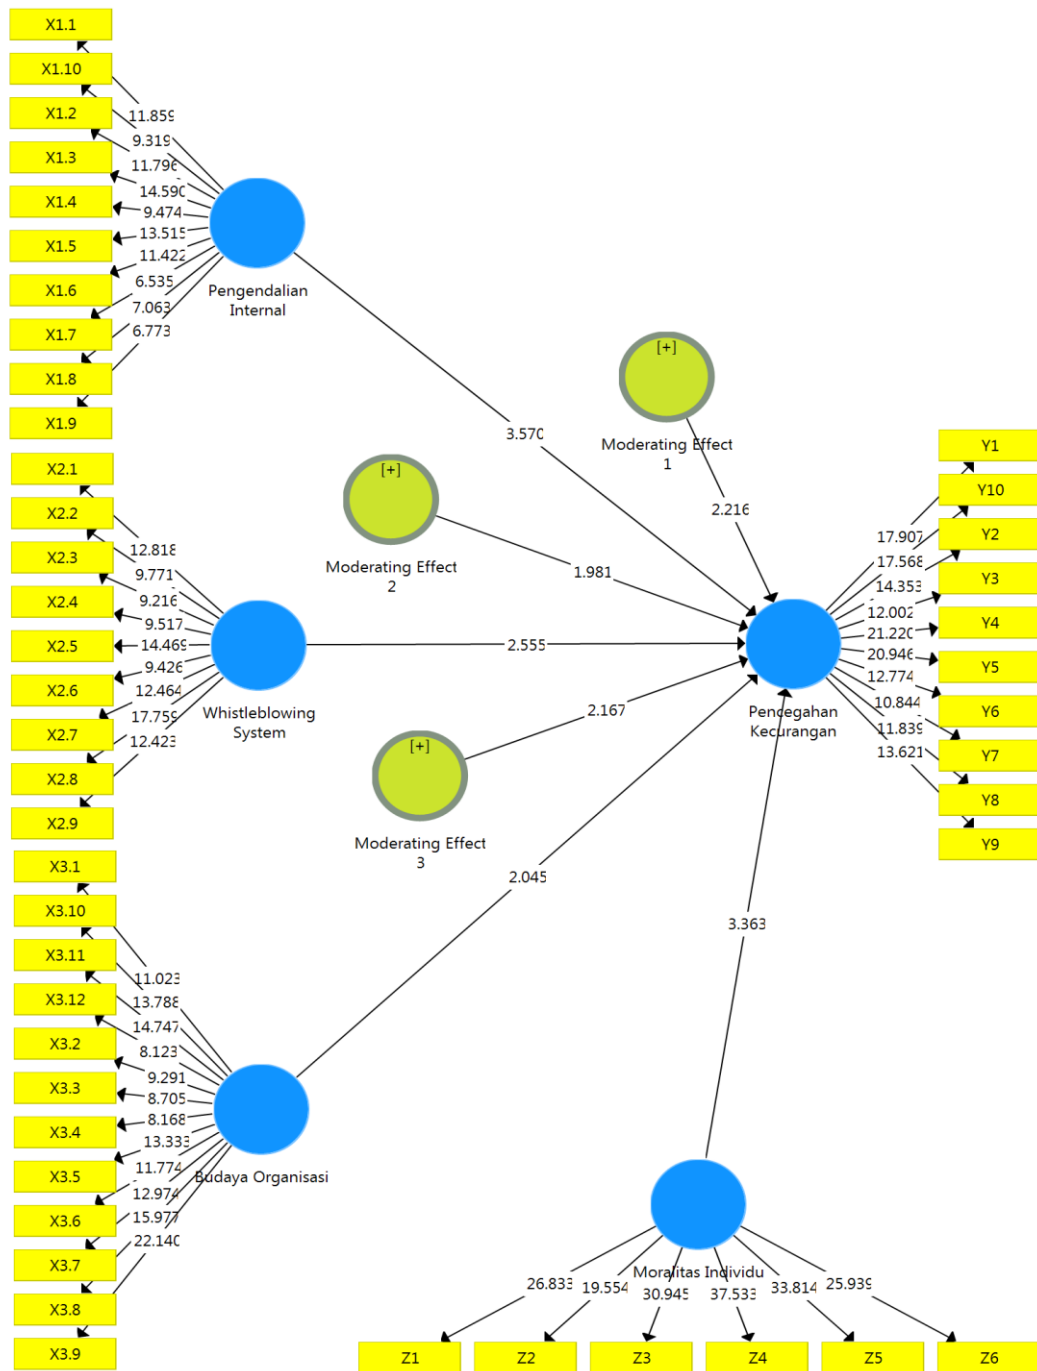 X1.1
X1.10
X1.2
X1.3
X1.4
X1.5
X1.6
X1.7
X1.8
X1.9
11.859
9.319
11.796
14.590
9.474
13.515
11.422
6.535
7.063
6.773
Pengendalian
Internal
3.570
[+]
Moderating Effect
1
2.216
[+]
Moderating Effect
2
1.981
X2.1
X2.2
X2.3
X2.4
X2.5
X2.6
X2.7
X2.8
X2.9
12.818
9.771
9.216
9.517
14.469
9.426
12.464
17.759
12.423
Whistleblowing
System
2.555
[+]
Moderating Effect
3
2.167
Pencegahan
Kecurangan
Y1
Y10
Y2
Y3
Y4
Y5
Y6
Y7
Y8
Y9
17.907
17.568
14.353
12.002
21.220
20.946
12.774
10.844
11.839
13.621
X3.1
X3.10
X3.11
X3.12
X3.2
X3.3
X3.4
X3.5
X3.6
X3.7
X3.8
X3.9
11.023
13.788
14.747
8.123
9.291
8.705
8.168
13.333
11.774
12.974
15.977
22.140
Budaya Organisasi
2.045
3.363
Moralitas Individu
26.833
19.554
30.945
37.533
33.814
25.939
Z1
Z2
Z3
Z4
Z5
Z6